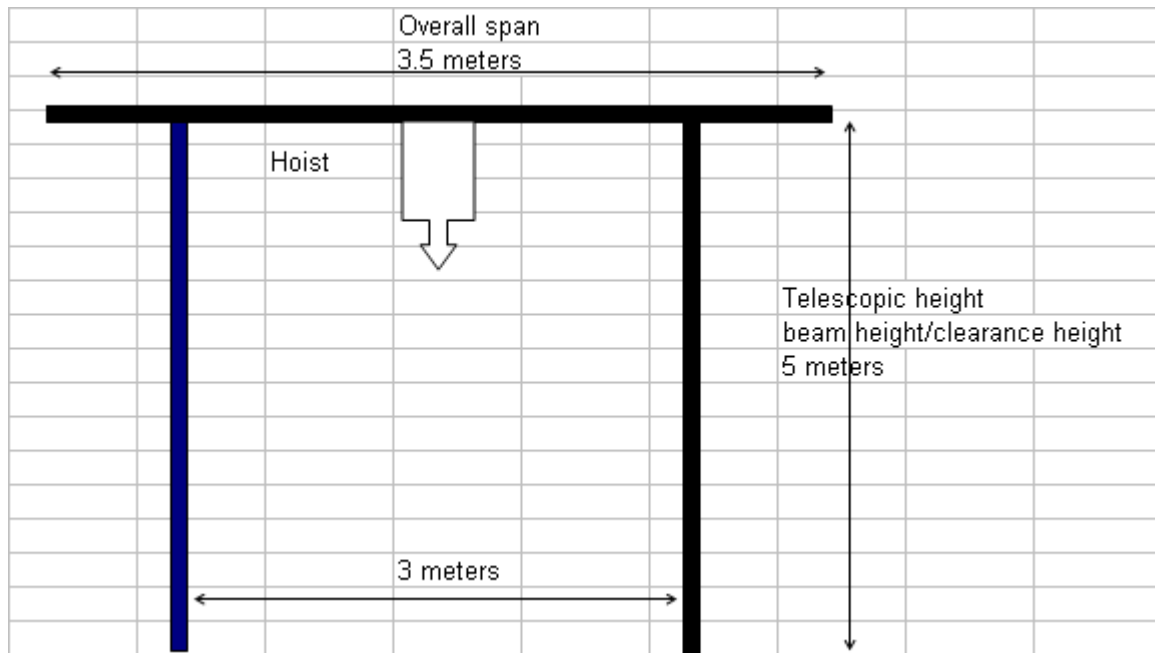 Overall span
3.5 meters
Hoist
Telescopic height
beam height/clearance height
5 meters
3 meters